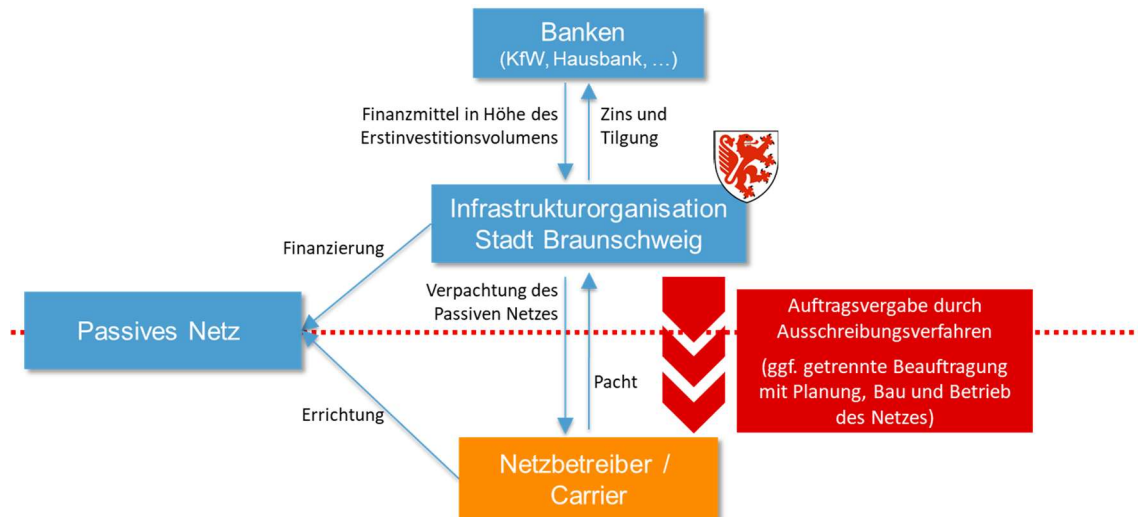 Banken
(KfW, Hausbank, …)
Finanzmittel in Höhe des
Erstinvestitionsvolumens
Zins und
Tilgung
Infrastrukturorganisation
Stadt Braunschweig
Finanzierung
Verpachtung des
Passiven Netzes
Passives Netz
Auftragsvergabe durch
Ausschreibungsverfahren
(ggf. getrennte Beauftragung
mit Planung, Bau und Betrieb
des Netzes)
Pacht
Errichtung
Netzbetreiber /
Carrier